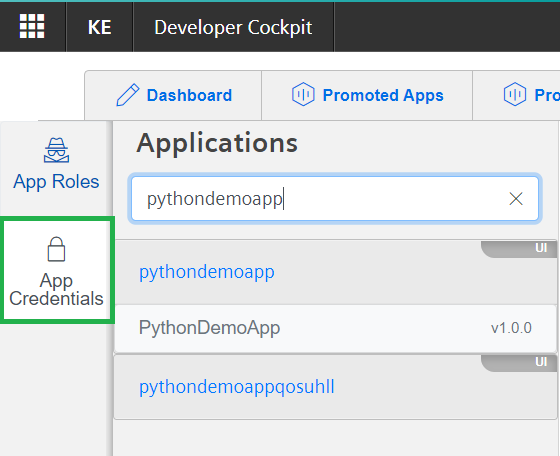 KE
Developer Cockpit
Dashboard
Promoted Apps
Pro
App Roles
App
Credentials
Applications
pythondemoapp
UI
pythondemoapp
PythonDemoApp
v1.0.0
UI
pythondemoappqosuhll